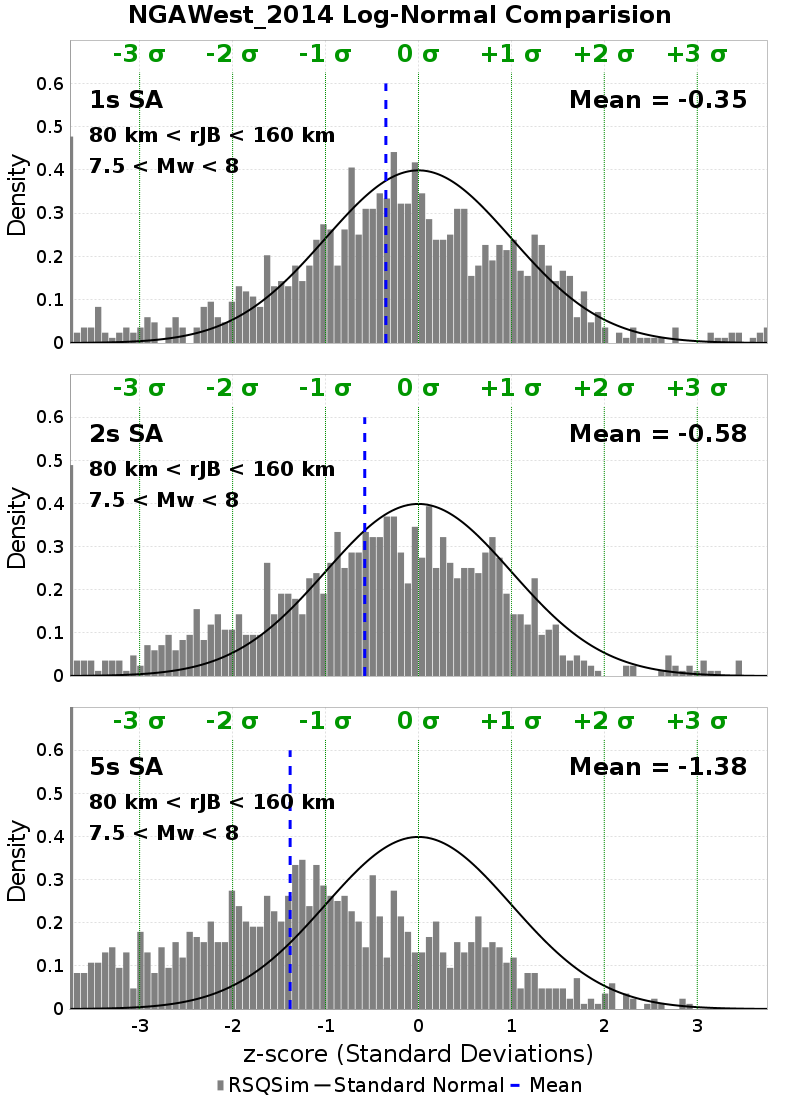 NGAWest_2014 Log-Normal Comparision
-3 σ -2 σ -1 σ 0 σ +1 σ +2 σ +3 σ
1s SA Mean = -0.35
80 km < rJB < 160 km
7.5 < Mw < 8
Density
0.6
0.5
0.4
0.3
0.2
0.1
0
-3 σ -2 σ -1 σ 0 σ +1 σ +2 σ +3 σ
2s SA Mean = -0.58
80 km < rJB < 160 km
7.5 < Mw < 8
Density
0.6
0.5
0.4
0.3
0.2
0.1
0
-3 σ -2 σ -1 σ 0 σ +1 σ +2 σ +3 σ
5s SA Mean = -1.38
80 km < rJB < 160 km
7.5 < Mw < 8
Density
0.6
0.5
0.4
0.3
0.2
0.1
0
-3 -2 -1 0 1 2 3
z-score (Standard Deviations)
RSQSim Standard Normal Mean